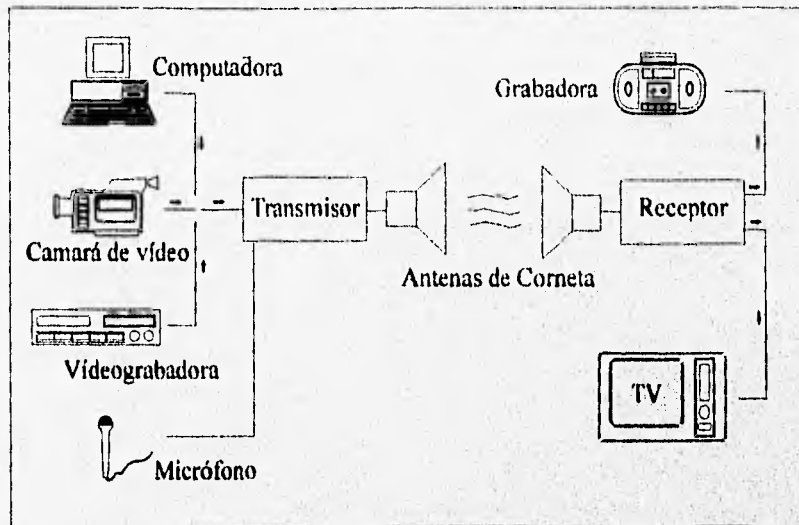 Computadora
Grabadora
Transmisor
Receptor
Camará de vídeo
Antenas de Corneta
Vídeograbadora
TV
Micrófono